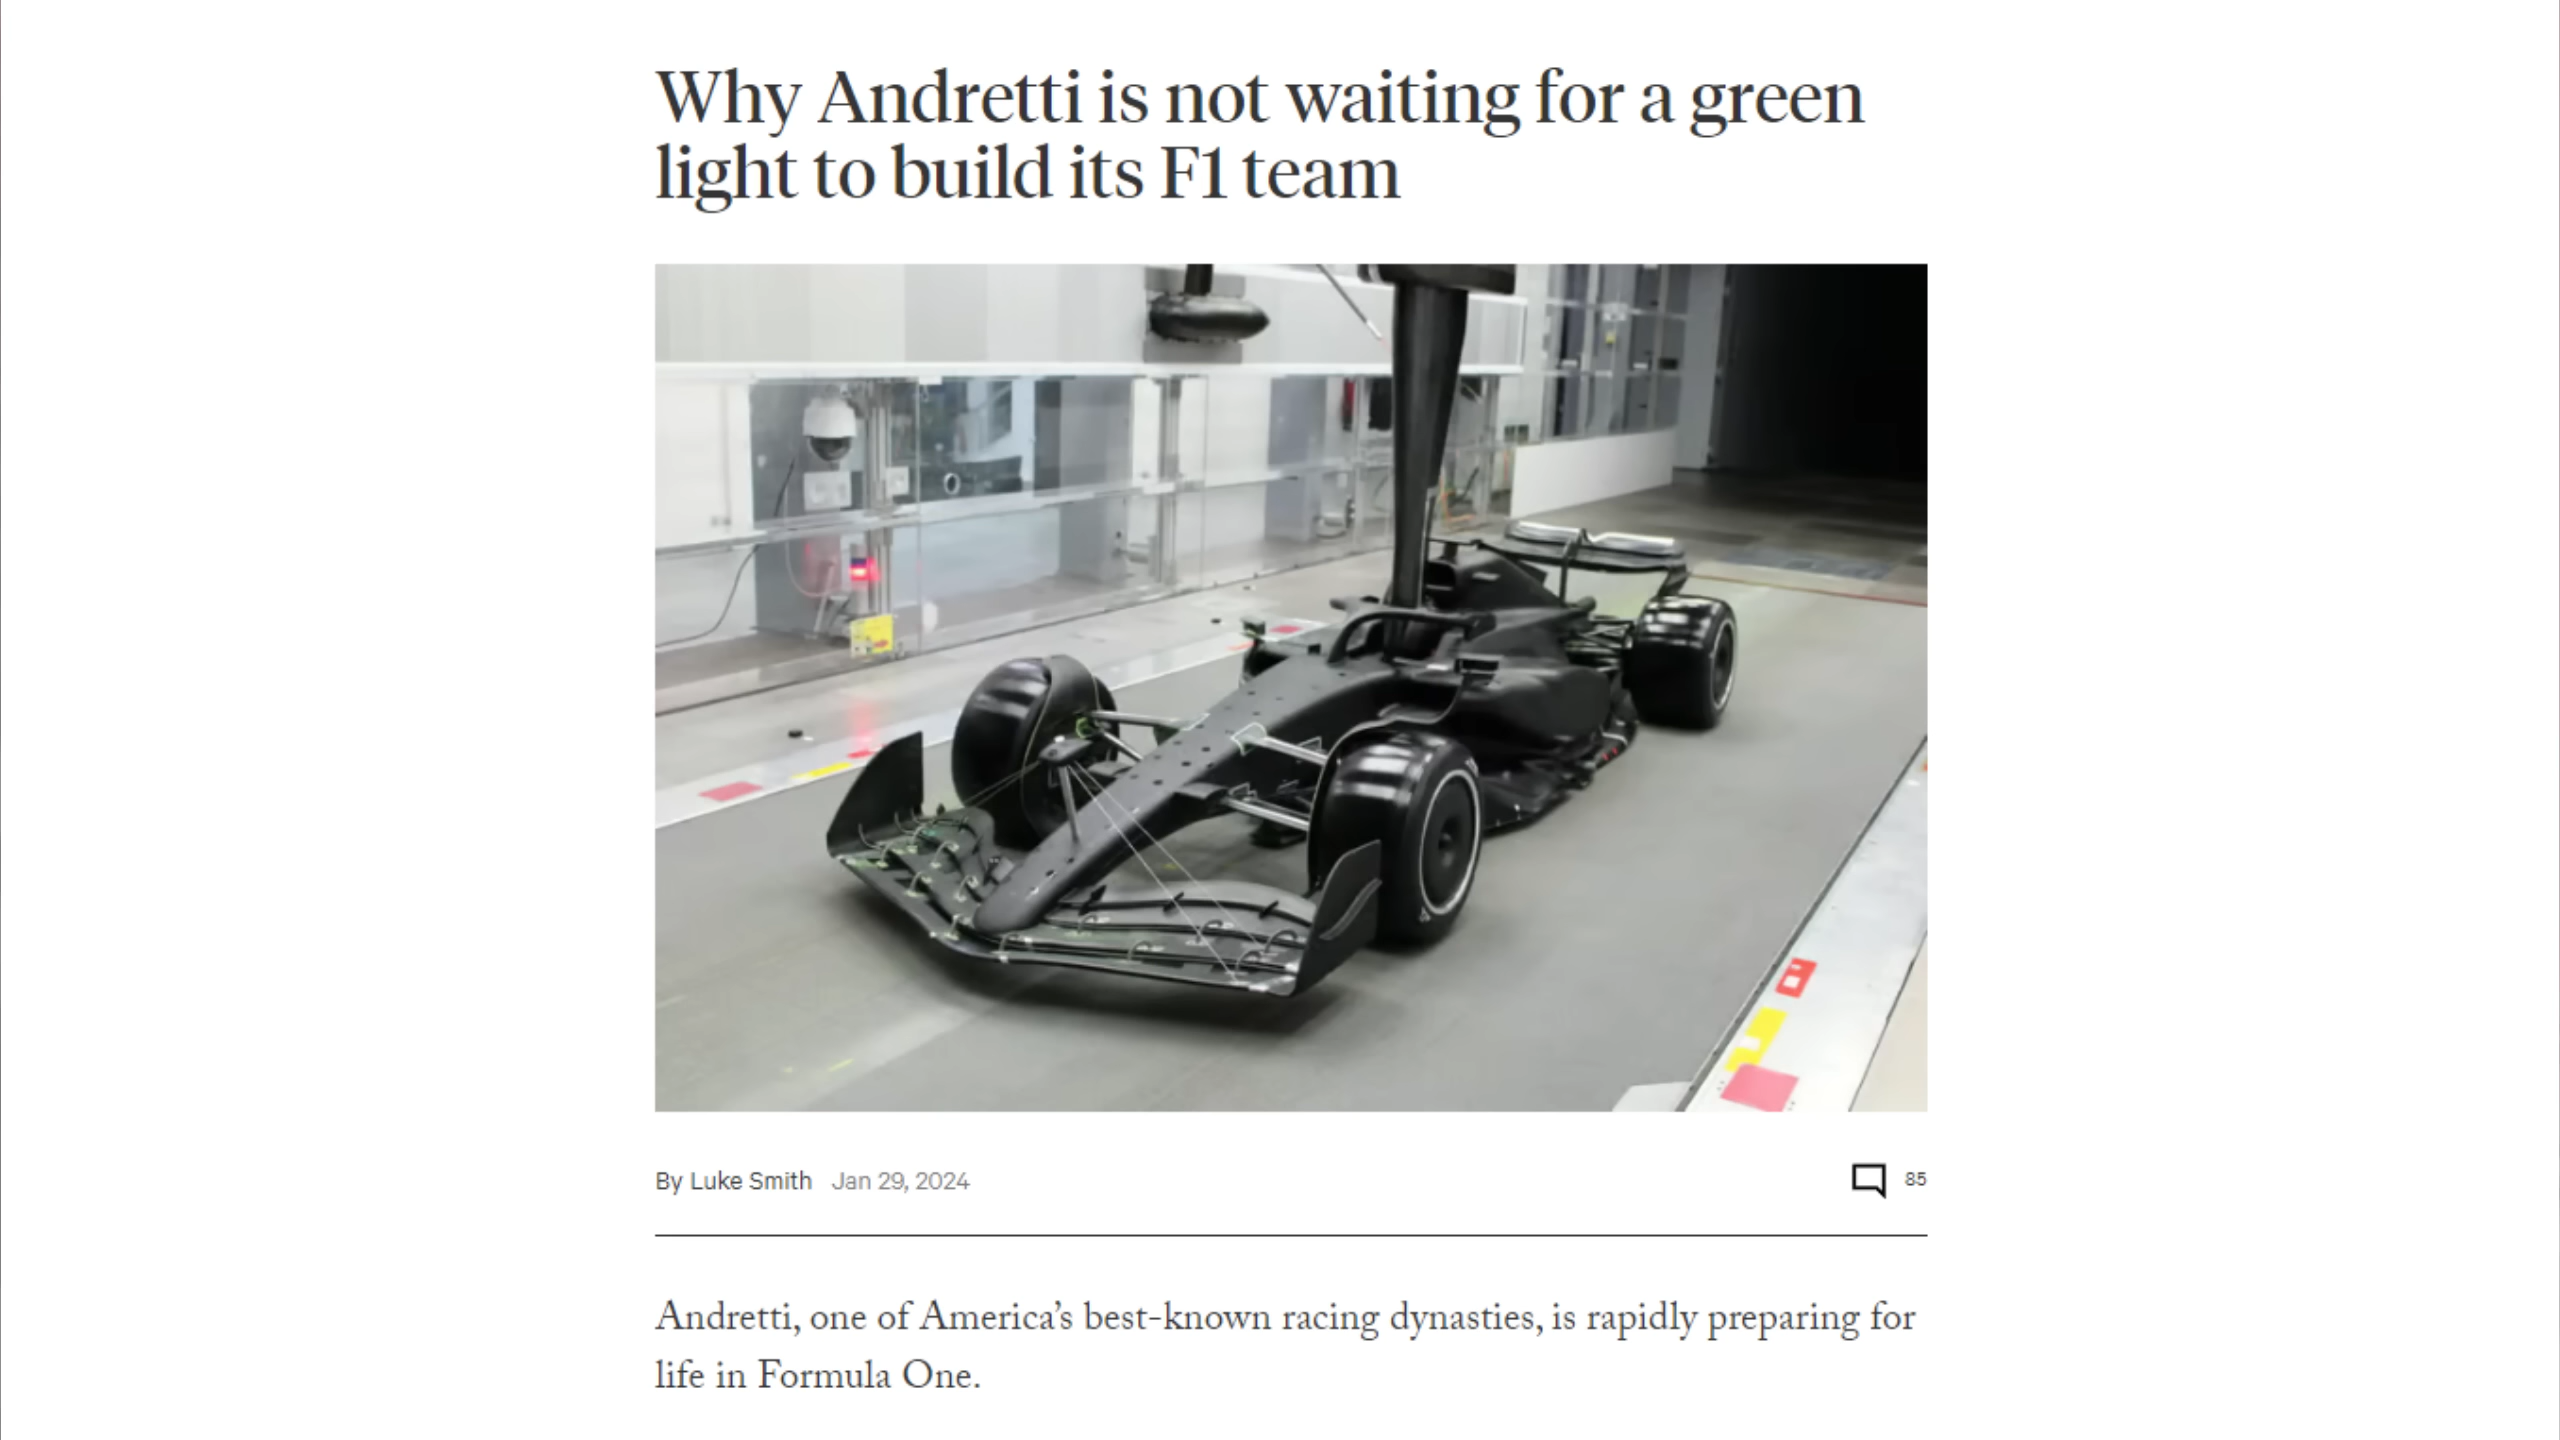 Why Andretti is not waiting for a green
light to build its F1 team
By Luke Smith Jan 29, 2024
85
Andretti, one of America’s best-known racing dynasties, is rapidly preparing for
life in Formula One.